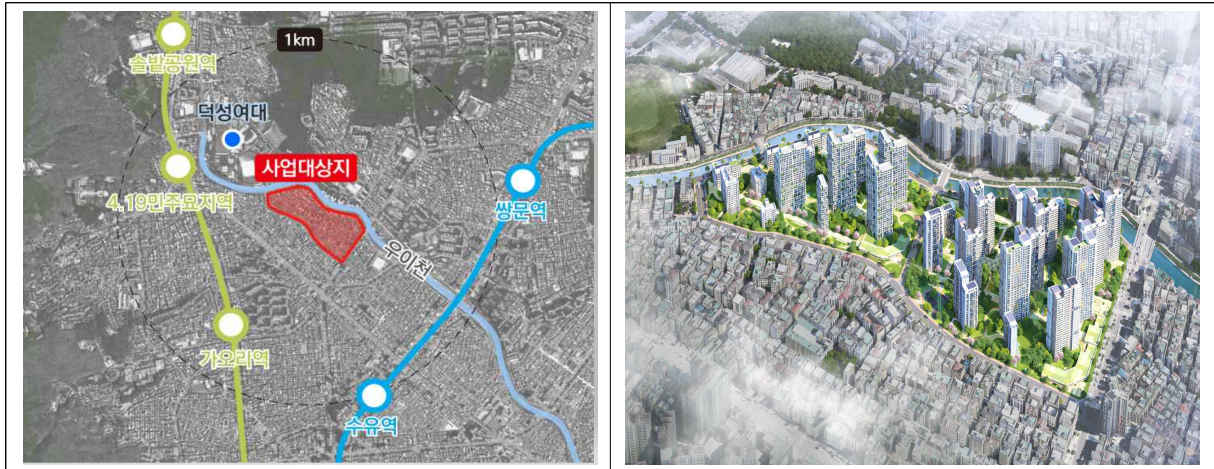 1km
솔밭공원역
덕성여대
사업대상지
4.19민주묘지역
쌍문역
우이천
가오리역
수유역